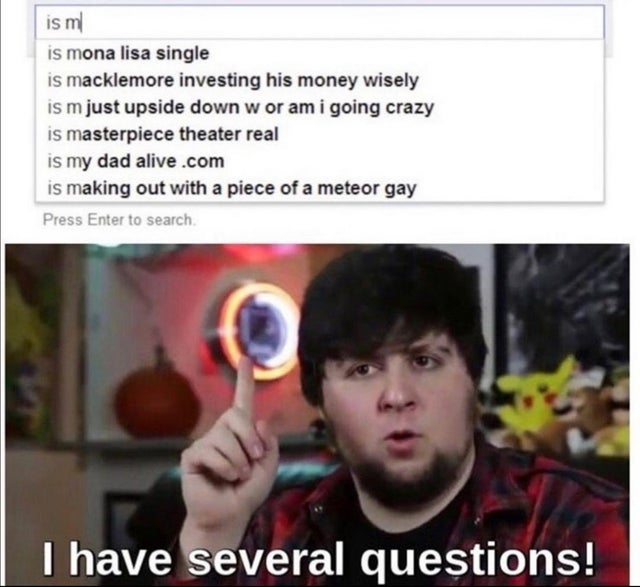 is m
is mona lisa single
is macklemore investing his money wisely
is m just upside down w or am i going crazy
is masterpiece theater real
is my dad alive .com
is making out with a piece of a meteor gay
Press Enter to search.
I have several questions!